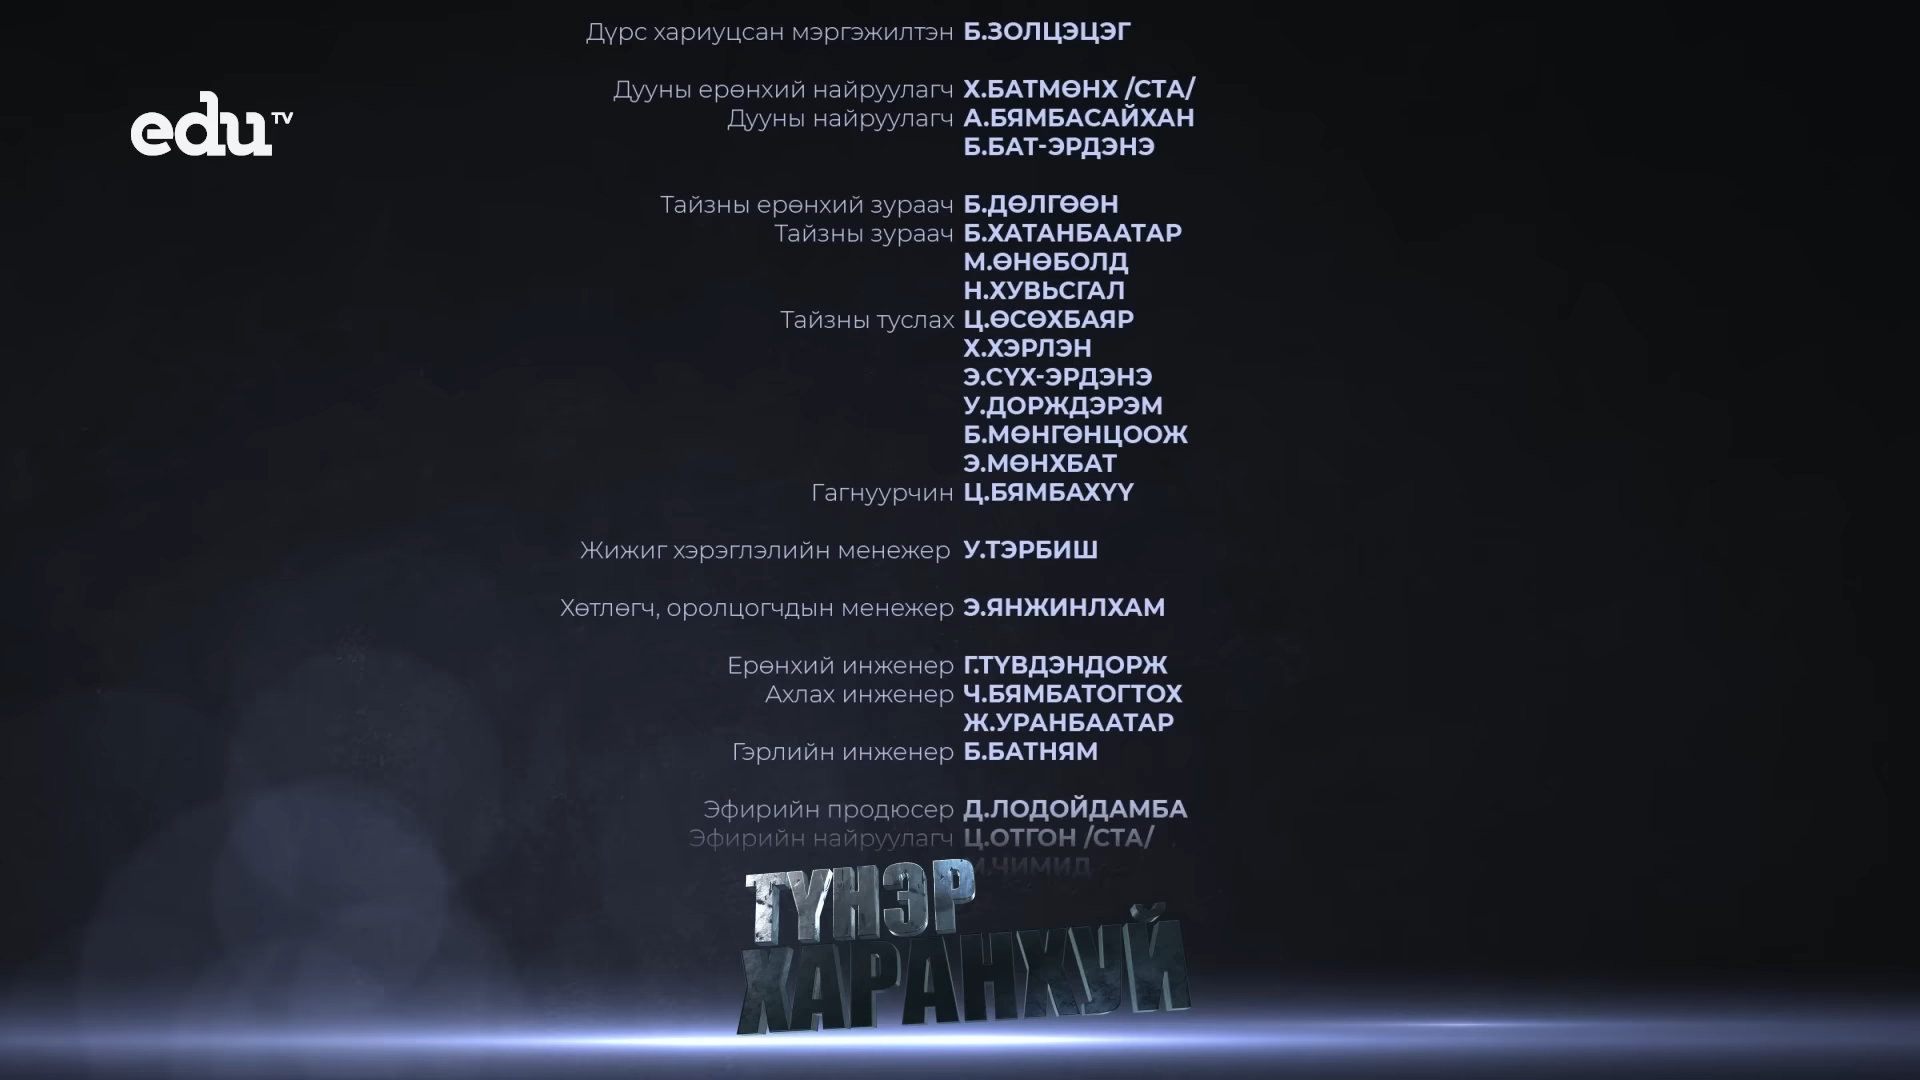 Дүрс хариуцсан мэргэжилтэн Б.ЗОЛЦЭЦЭГ
edu TV
Дууны ерөнхий найруулагч Х.БАТМӨНХ /СТА/
Дууны найруулагч А.БЯМБАСАЙХАН
Б.БАТ-ЭРДЭНЭ
Тайзны ерөнхий зураач Б.ДӨЛГӨӨН
Тайзны зураач Б.ХАТАНБААТАР
М.ӨНӨБОЛД
Н.ХУВЬСГАЛ
Тайзны туслах Ц.ӨСӨХБАЯР
Х.ХЭРЛЭН
Э.СҮХ-ЭРДЭНЭ
У.ДОРЖДЭРЭМ
Б.МӨНГӨНЦООЖ
Э.МӨНХБАТ
Гагнуурчин Ц.БЯМБАХҮҮ
Жижиг хэрэглэлийн менежер У.ТЭРБИШ
Хөтлөгч, оролцогчдын менежер Э.ЯНЖИНЛХАМ
Ерөнхий инженер Г.ТҮВДЭНДОРЖ
Ахлах инженер Ч.БЯМБАТОГТОХ
Ж.УРАНБААТАР
Гэрлийн инженер Б.БАТНЯМ
Эфирийн продюсер Д.ЛОДОЙДАМБА
Эфирийн найруулагч Ц.ОТГОН /СТА/
ТҮНЭР
ХАРАНХУЙ